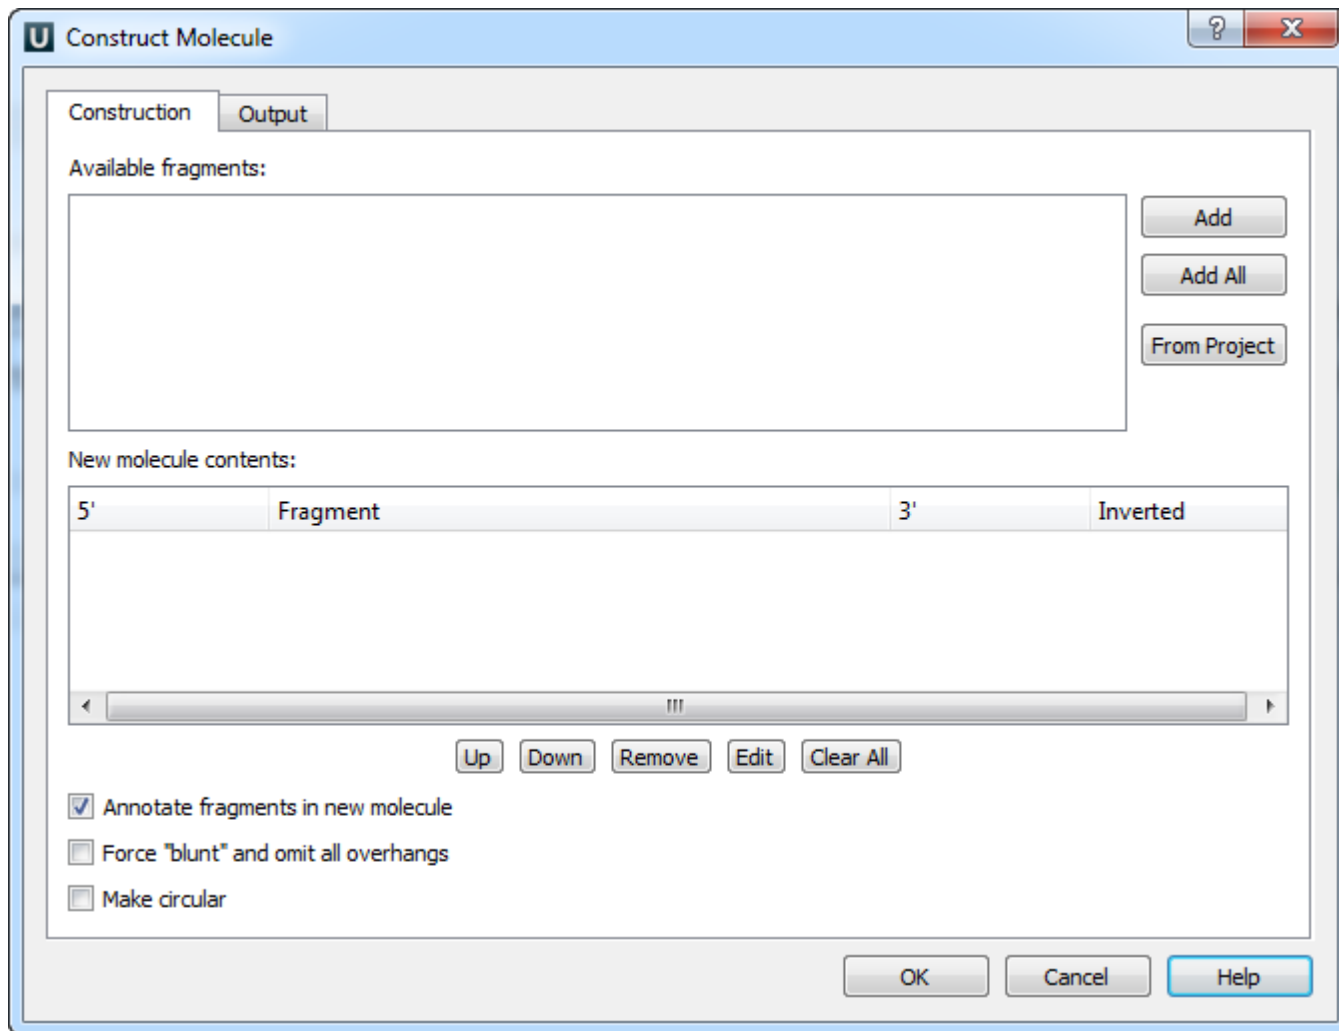 U Construct Molecule ? X
Construction Output
Available fragments:
Add
Add All
From Project
New molecule contents:
5' Fragment 3' Inverted
Up Down Remove Edit Clear All
Annotate fragments in new molecule
Force "blunt" and omit all overhangs
Make circular
OK Cancel Help